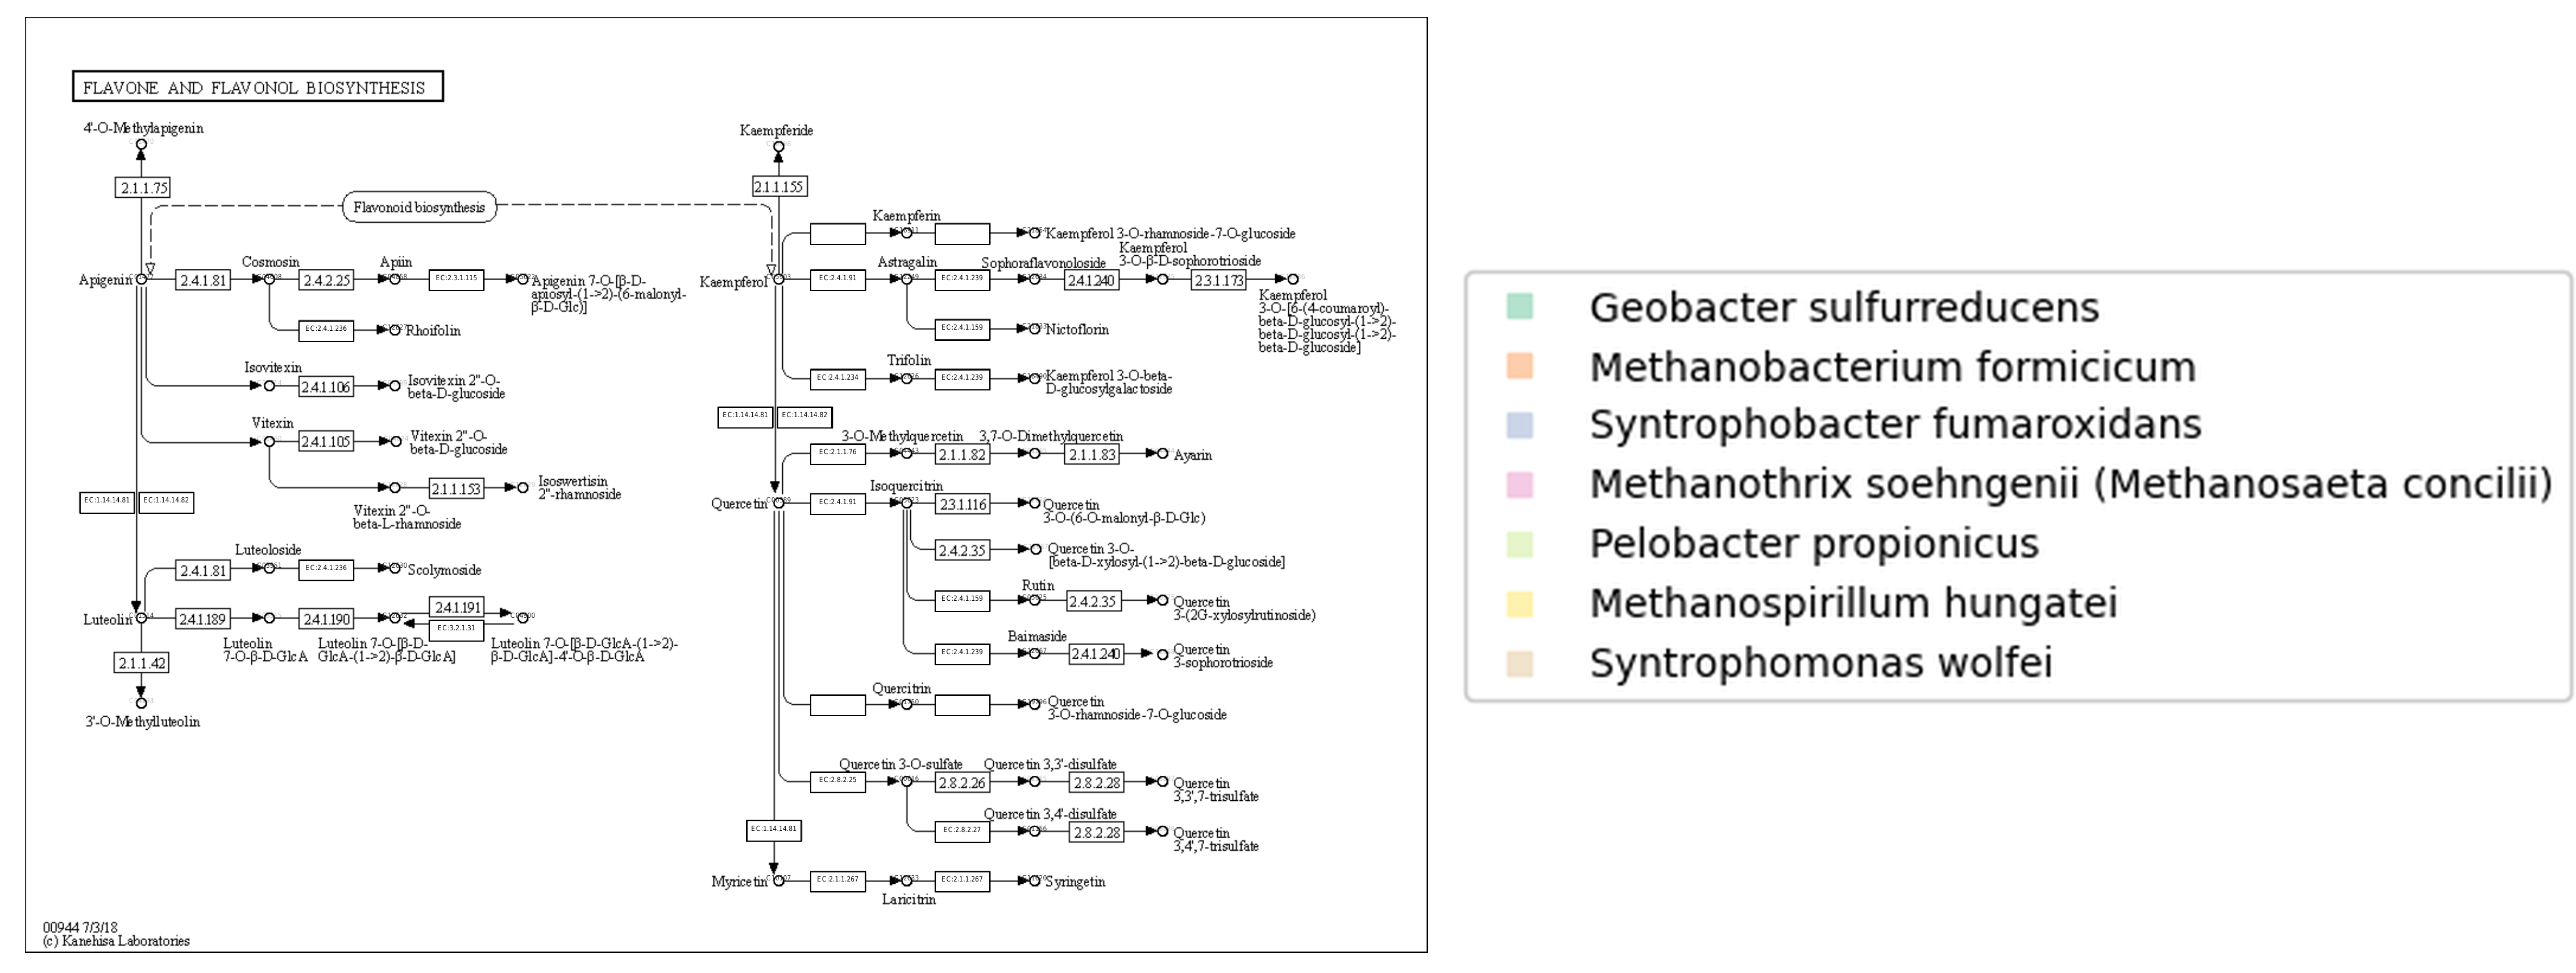 FLAVONE AND FLAVONOL BIOSYNTHESIS
4'-O-Methylapigenin
2.1.1.75
Flavonoid biosynthesis
Apigenin
2.4.1.81
Cosmosin
2.4.2.25
Apiin
EC:2.3.1.115
Apigenin 7-O-[β-D-
apiosyl-(1->2)-(6-malonyl-
β-D-Glc)]
EC:2.4.1.236
Rhoifolin
Isovitexin
2.4.1.106
Isovitexin 2"-O-
beta-D-glucoside
Vitexin
2.4.1.105
Vitexin 2"-O-
beta-D-glucoside
2.1.1.153
Isoswertisin
2"-rhamnoside
Vitexin 2"-O-
beta-L-rhamnoside
EC:1.14.14.81
EC:1.14.14.82
Luteoloside
2.4.1.81
EC:2.4.1.236
Scolymoside
Luteolin
2.4.1.189
2.4.1.190
2.4.1.191
EC:3.2.1.31
Luteolin
7-O-β-D-GlcA
Luteolin 7-O-[β-D-
GlcA-(1->2)-β-D-GlcA]
Luteolin 7-O-[β-D-GlcA-(1->2)-
β-D-GlcA]-4'-O-β-D-GlcA
2.1.1.42
3'-O-Methylluteolin
Kaempferide
2.1.1.155
Kaempferin
Kaempferol 3-O-rhamnoside-7-O-glucoside
Kaempferol
EC:2.4.1.91
Astragalin
EC:2.4.1.239
Sophoraflavonoloside
2.4.1.240
Kaempferol
3-O-β-D-sophorotrioside
2.3.1.173
Kaempferol
3-O-[6-(4-coumaroyl)-
beta-D-glucosyl-(1->2)-
beta-D-glucosyl-(1->2)-
beta-D-glucoside]
EC:2.4.1.159
Nictoflorin
Trifolin
EC:2.4.1.234
EC:2.4.1.239
Kaempferol 3-O-beta-
D-glucosylgalactoside
EC:1.14.14.81
EC:1.14.14.82
3-O-Methylquercetin
3,7-O-Dimethylquercetin
EC:2.1.1.76
2.1.1.82
2.1.1.83
Ayarin
Quercetin
EC:2.4.1.91
Isoquercitrin
2.3.1.116
Quercetin
3-O-(6-O-malonyl-β-D-Glc)
2.4.2.35
Quercetin 3-O-
[beta-D-xylosyl-(1->2)-beta-D-glucoside]
EC:2.4.1.159
Rutin
2.4.2.35
Quercetin
3-(2G-xylosylrutinoside)
EC:2.4.1.239
Baimaside
2.4.1.240
Quercetin
3-sophorotrioside
Quercitrin
Quercetin
3-O-rhamnoside-7-O-glucoside
Quercetin 3-O-sulfate
Quercetin 3,3'-disulfate
EC:2.8.2.25
2.8.2.26
2.8.2.28
Quercetin
3,3',7-trisulfate
Quercetin 3,4'-disulfate
EC:2.8.2.27
2.8.2.28
Quercetin
3,4',7-trisulfate
EC:1.14.14.81
Myricetin
EC:2.1.1.267
Laricitrin
EC:2.1.1.267
Syringetin
00944 7/3/18
(c) Kanehisa Laboratories
Geobacter sulfurreducens
Methanobacterium formicicum
Syntrophobacter fumaroxidans
Methanothrix soehngenii (Methanosaeta concilii)
Pelobacter propionicus
Methanospirillum hungatei
Syntrophomonas wolfei